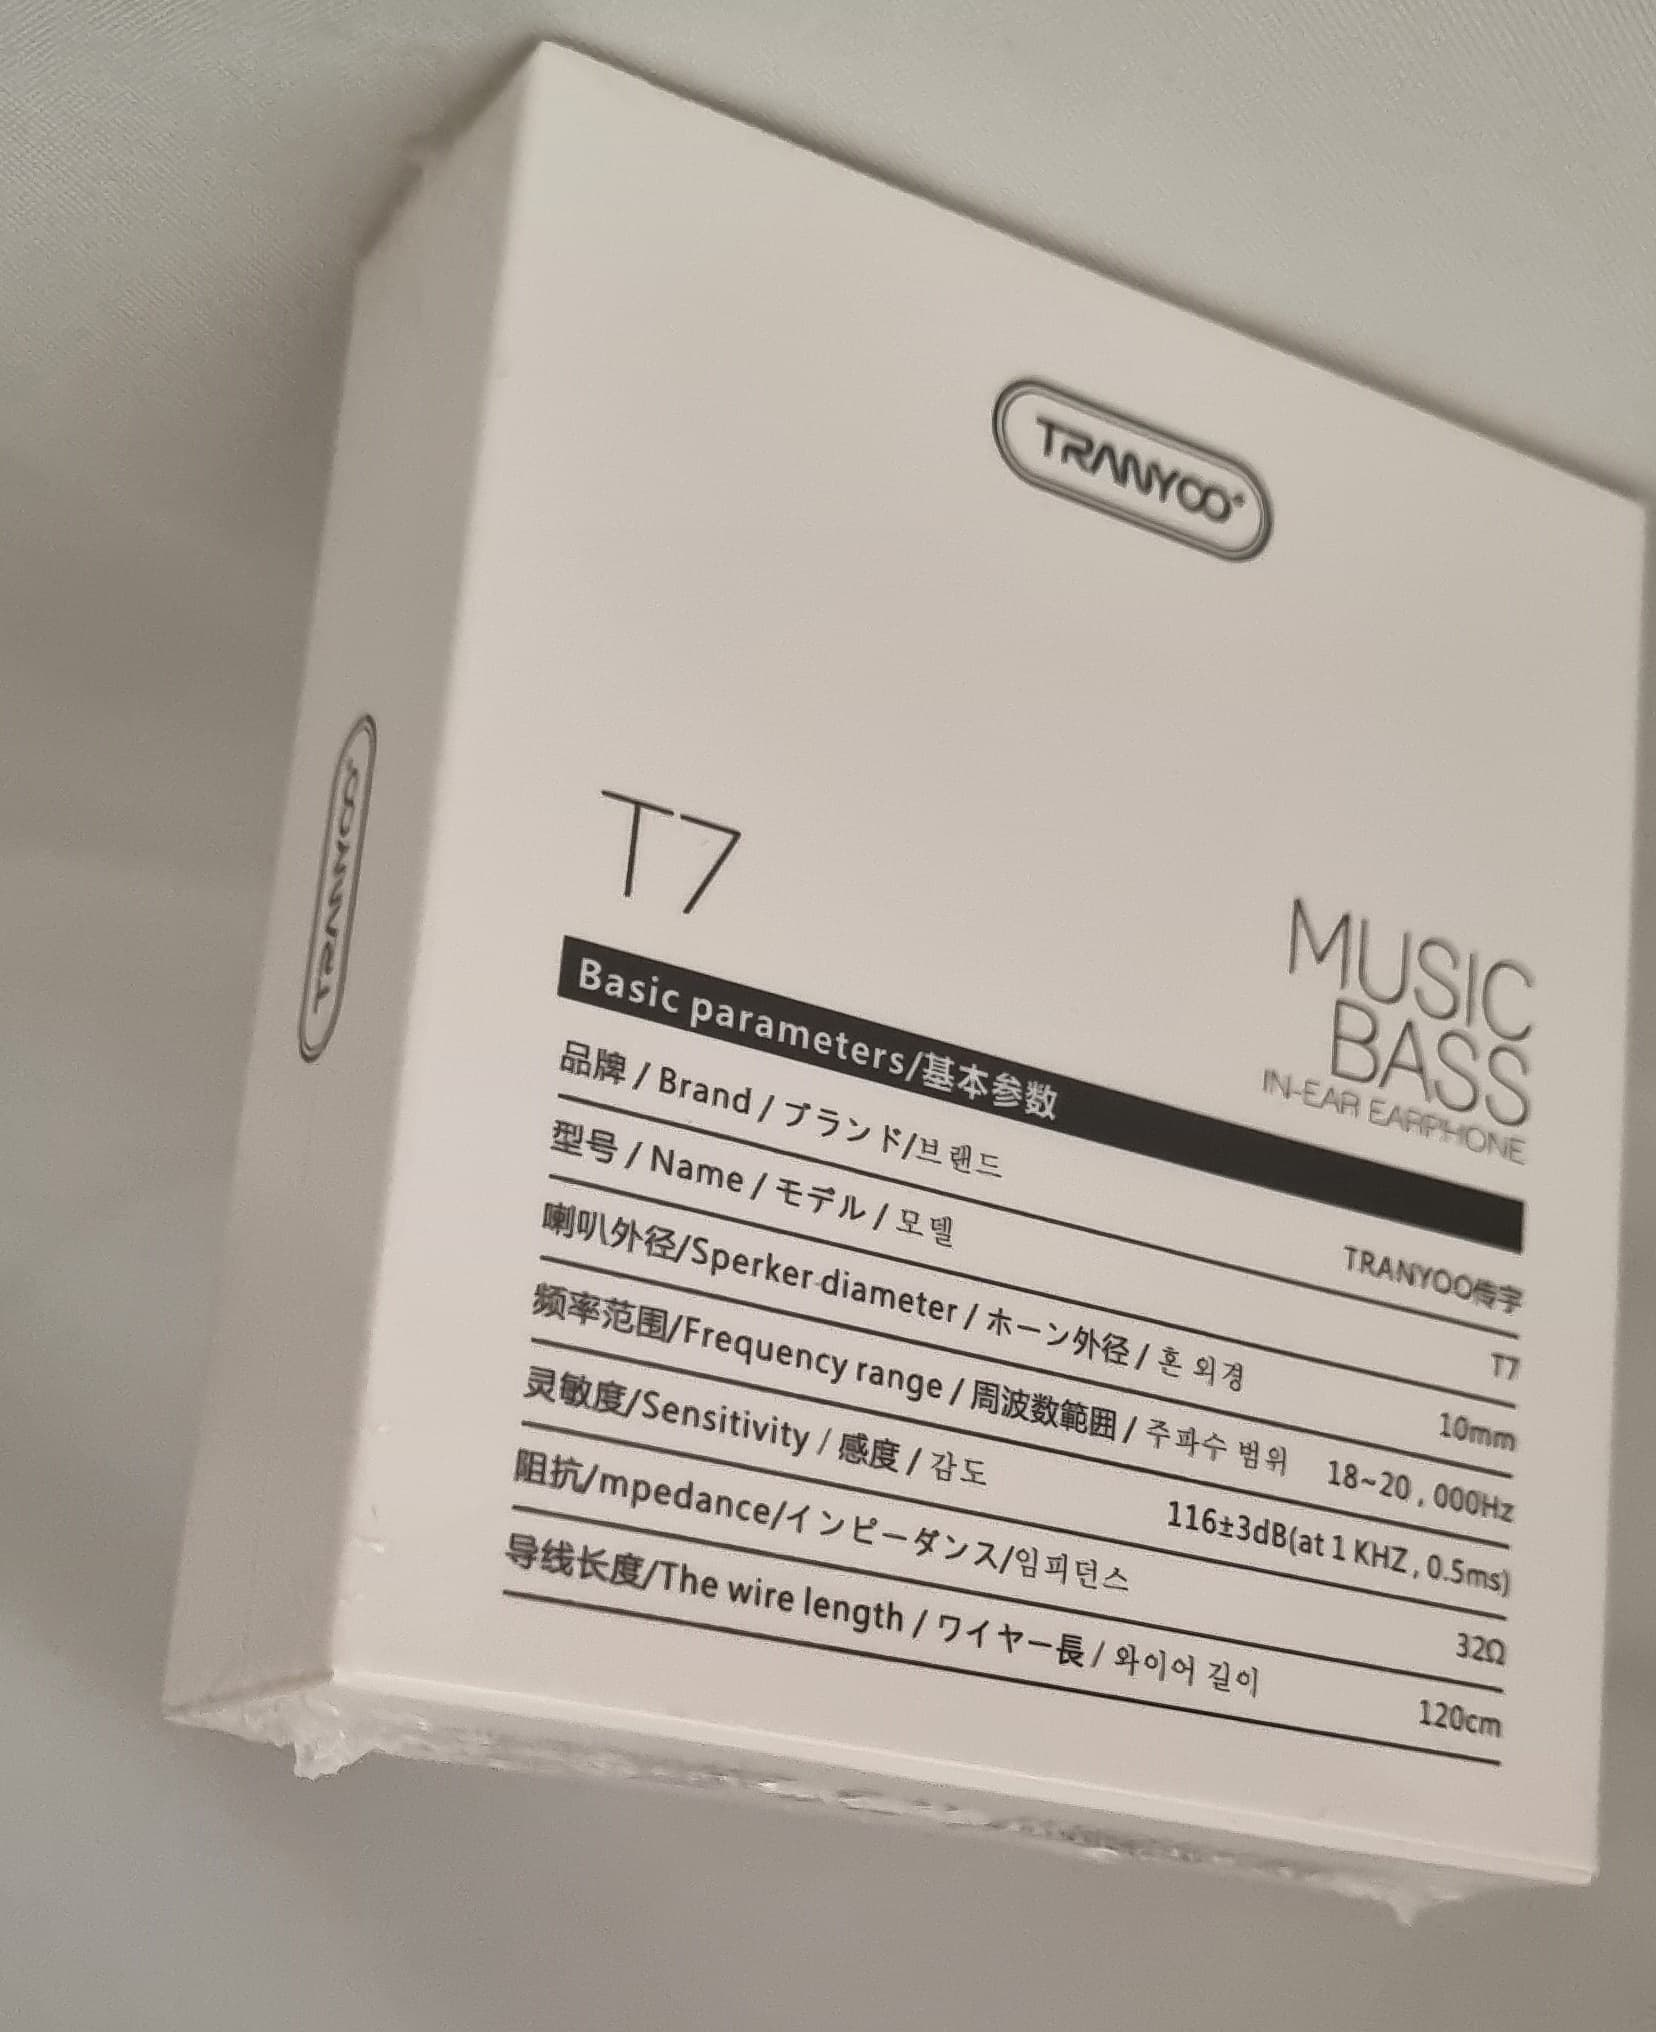 TRANYOO
TRANYOO
T7
MUSIC
BASS
IN-EAR EARPHONE
Basic parameters/基本参数
品牌 / Brand / ブランド/브랜드 TRANYOO传字
型号 / Name / モデル / 모델 T7
喇叭外径/Sperker diameter / ホーン外径 / 혼 외경 10mm
频率范围/Frequency range / 周波数範囲 / 주파수 범위 18~20 , 000Hz
灵敏度/Sensitivity / 感度 / 감도 116±3dB(at 1 KHZ , 0.5ms)
阻抗/mpedance/インピーダンス/임피던스 32Ω
导线长度/The wire length / ワイヤー長 / 와이어 길이 120cm